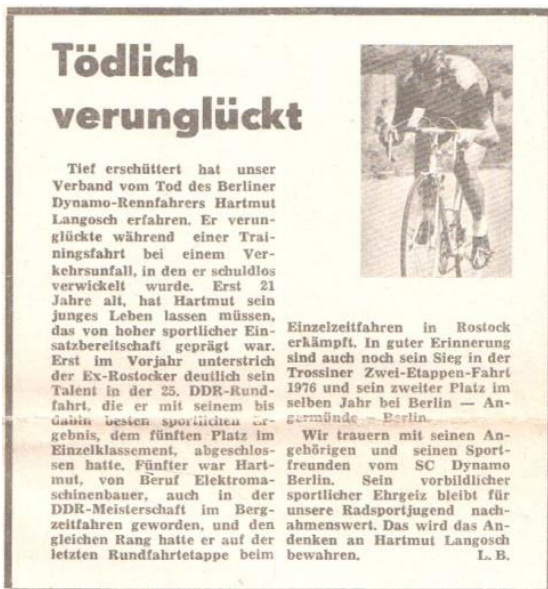 Tödlich
verunglückt
Tief erschüttert hat unser
Verband vom Tod des Berliner
Dynamo-Rennfahrers Hartmut
Langosch erfahren. Er verun-
glückte während einer Trai-
ningsfahrt bei einem Ver-
kehrsunfall, in den er schuldlos
verwickelt wurde. Erst 21
Jahre alt, hat Hartmut sein
junges Leben lassen müssen,
das von hoher sportlicher Ein-
satzbereitschaft geprägt war.
Erst im Vorjahr unterstrich
der Ex-Rostocker deutlich sein
Talent in der 25. DDR-Rund-
fahrt, die er mit seinem bis
dahin besten sportlichen Er-
gebnis, dem fünften Platz im
Einzelklassement, abgeschlos-
sen hatte. Fünfter war Hart-
mut, von Beruf Elektroma-
schinenbauer, auch in der
DDR-Meisterschaft im Berg-
zeitfahren geworden, und den
gleichen Rang hatte er auf der
letzten Rundfahrtetappe beim
Einzelzeitfahren in Rostock
erkämpft. In guter Erinnerung
sind auch noch sein Sieg in der
Trossiner Zwei-Etappen-Fahrt
1976 und sein zweiter Platz im
selben Jahr bei Berlin — An-
germünde — Berlin.
Wir trauern mit seinen An-
gehörigen und seinen Sport-
freunden vom SC Dynamo
Berlin. Sein vorbildlicher
sportlicher Ehrgeiz bleibt für
unsere Radsportjugend nach-
ahmenswert. Das wird das An-
denken an Hartmut Langosch
bewahren. L. B.